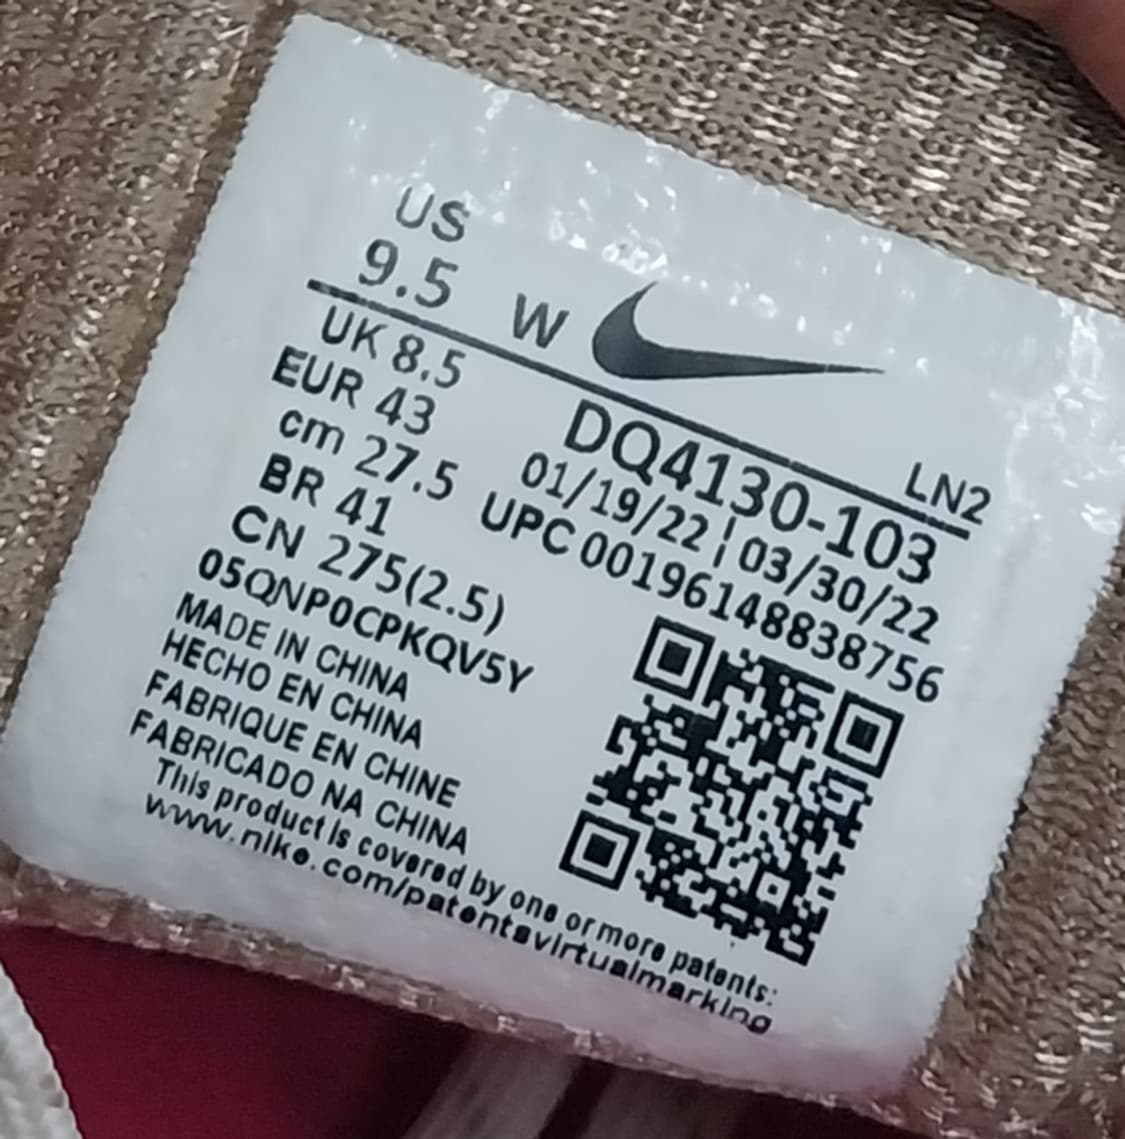 US
9.5 W
LN2
UK 8.5
EUR 43
cm 27.5
BR 41
CN 275(2.5)
DQ4130-103
01/19/22 ¦ 03/30/22
UPC 00196148838756
05QNP0CPKQV5Y
MADE IN CHINA
HECHO EN CHINA
FABRIQUE EN CHINE
FABRICADO NA CHINA
This product is covered by one or more patents:
www.nike.com/patentsvirtualmarking